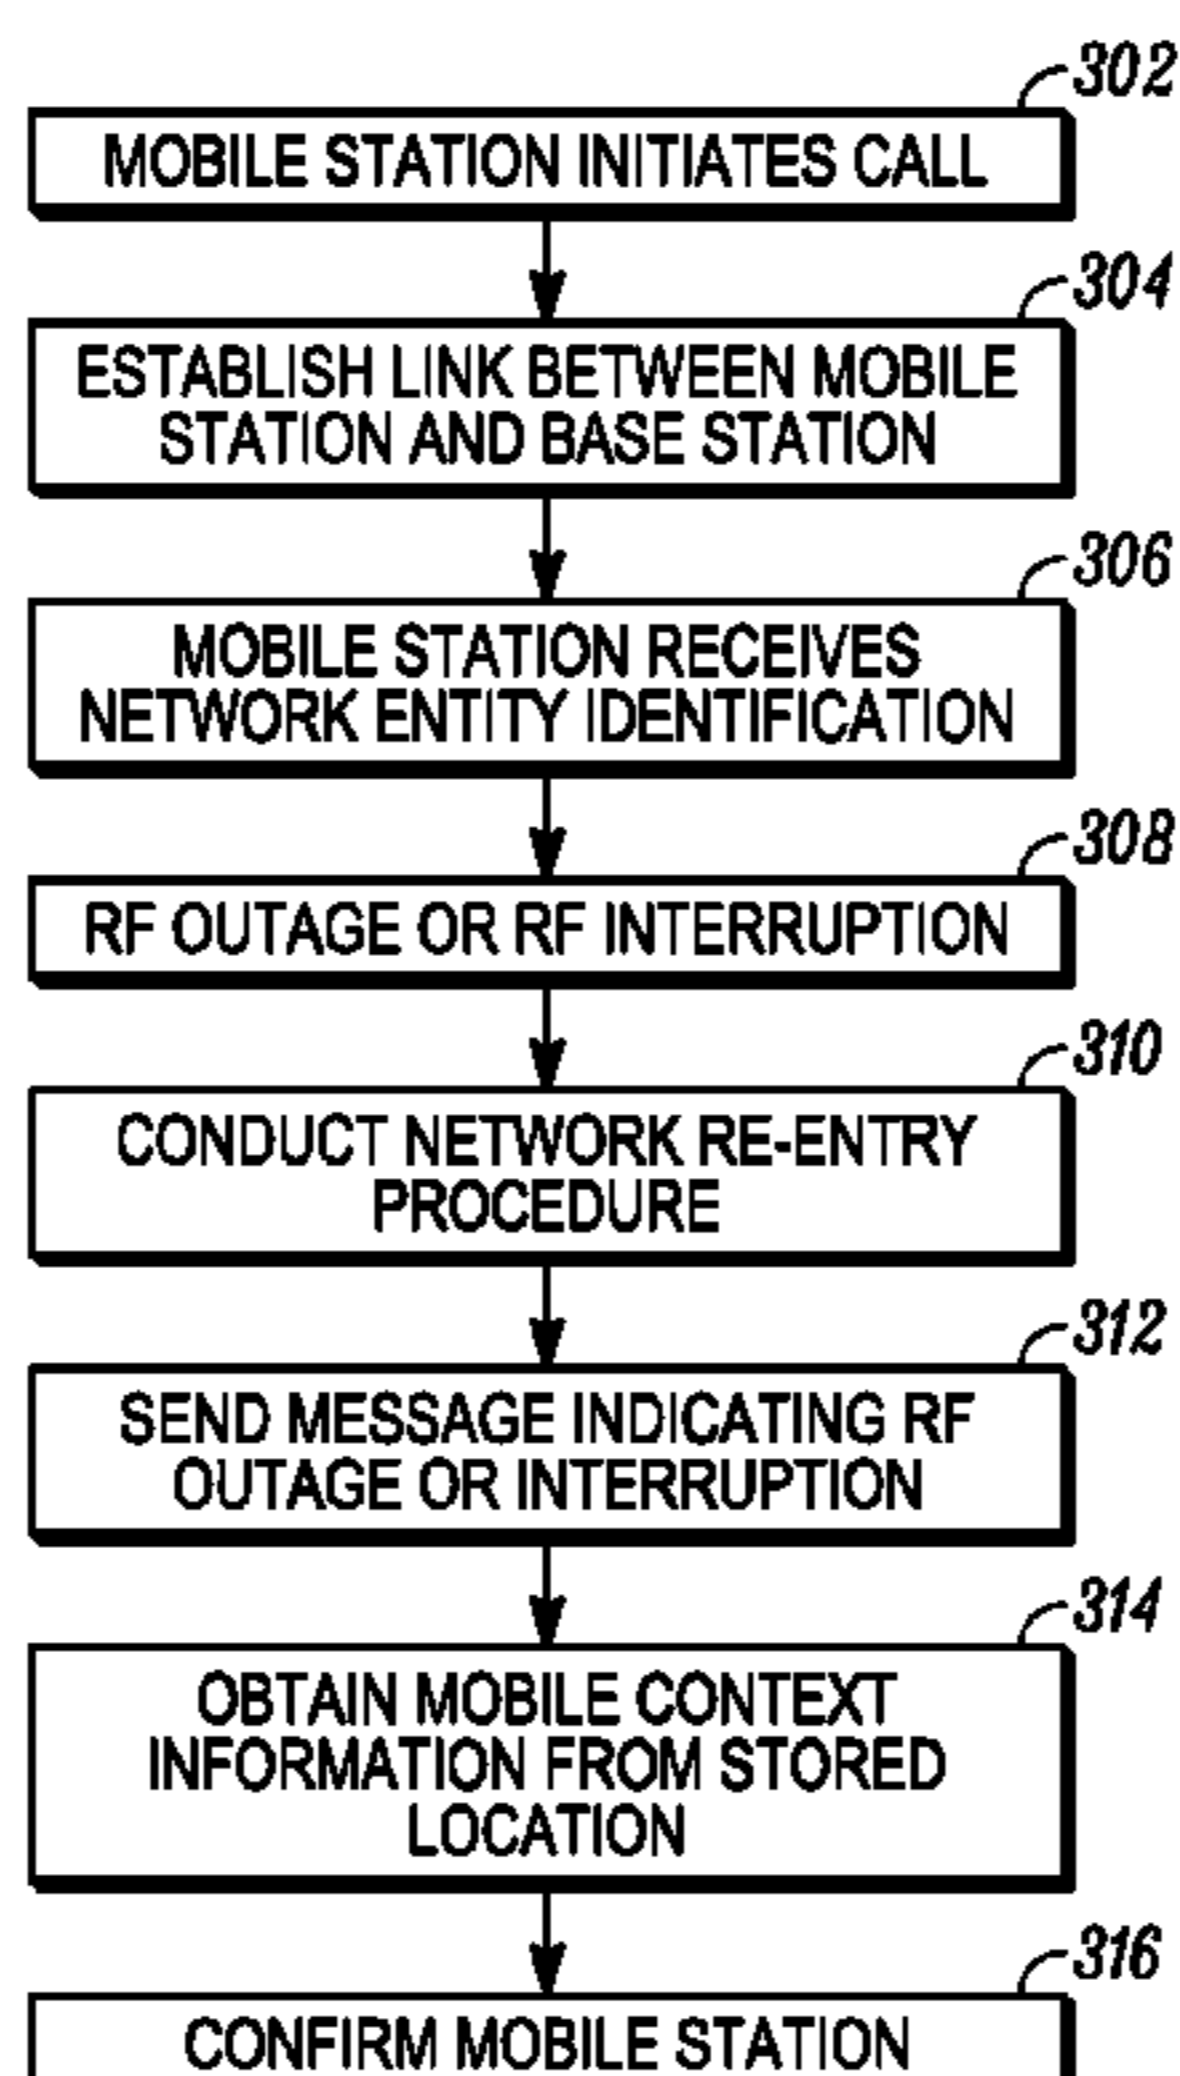 302
MOBILE STATION INITIATES CALL
304
ESTABLISH LINK BETWEEN MOBILE
STATION AND BASE STATION
306
MOBILE STATION RECEIVES
NETWORK ENTITY IDENTIFICATION
308
RF OUTAGE OR RF INTERRUPTION
310
CONDUCT NETWORK RE-ENTRY
PROCEDURE
312
SEND MESSAGE INDICATING RF
OUTAGE OR INTERRUPTION
314
OBTAIN MOBILE CONTEXT
INFORMATION FROM STORED
LOCATION
316
CONFIRM MOBILE STATION